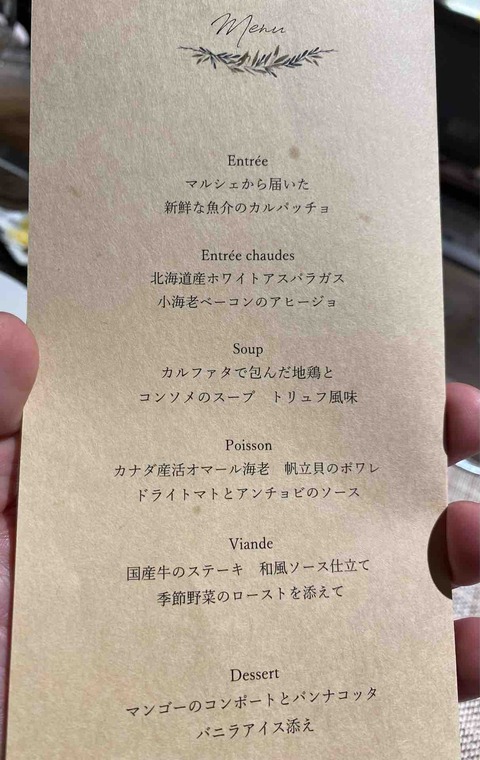 Menu
Entrée
マルシェから届いた
新鮮な魚介のカルパッチョ
Entrée chaudes
北海道産ホワイトアスパラガス
小海老ベーコンのアヒージョ
Soup
カルファタで包んだ地鶏と
コンソメのスープ　トリュフ風味
Poisson
カナダ産活オマール海老　帆立貝のポワレ
ドライトマトとアンチョビのソース
Viande
国産牛のステーキ　和風ソース仕立て
季節野菜のローストを添えて
Dessert
マンゴーのコンポートとパンナコッタ
バニラアイス添え